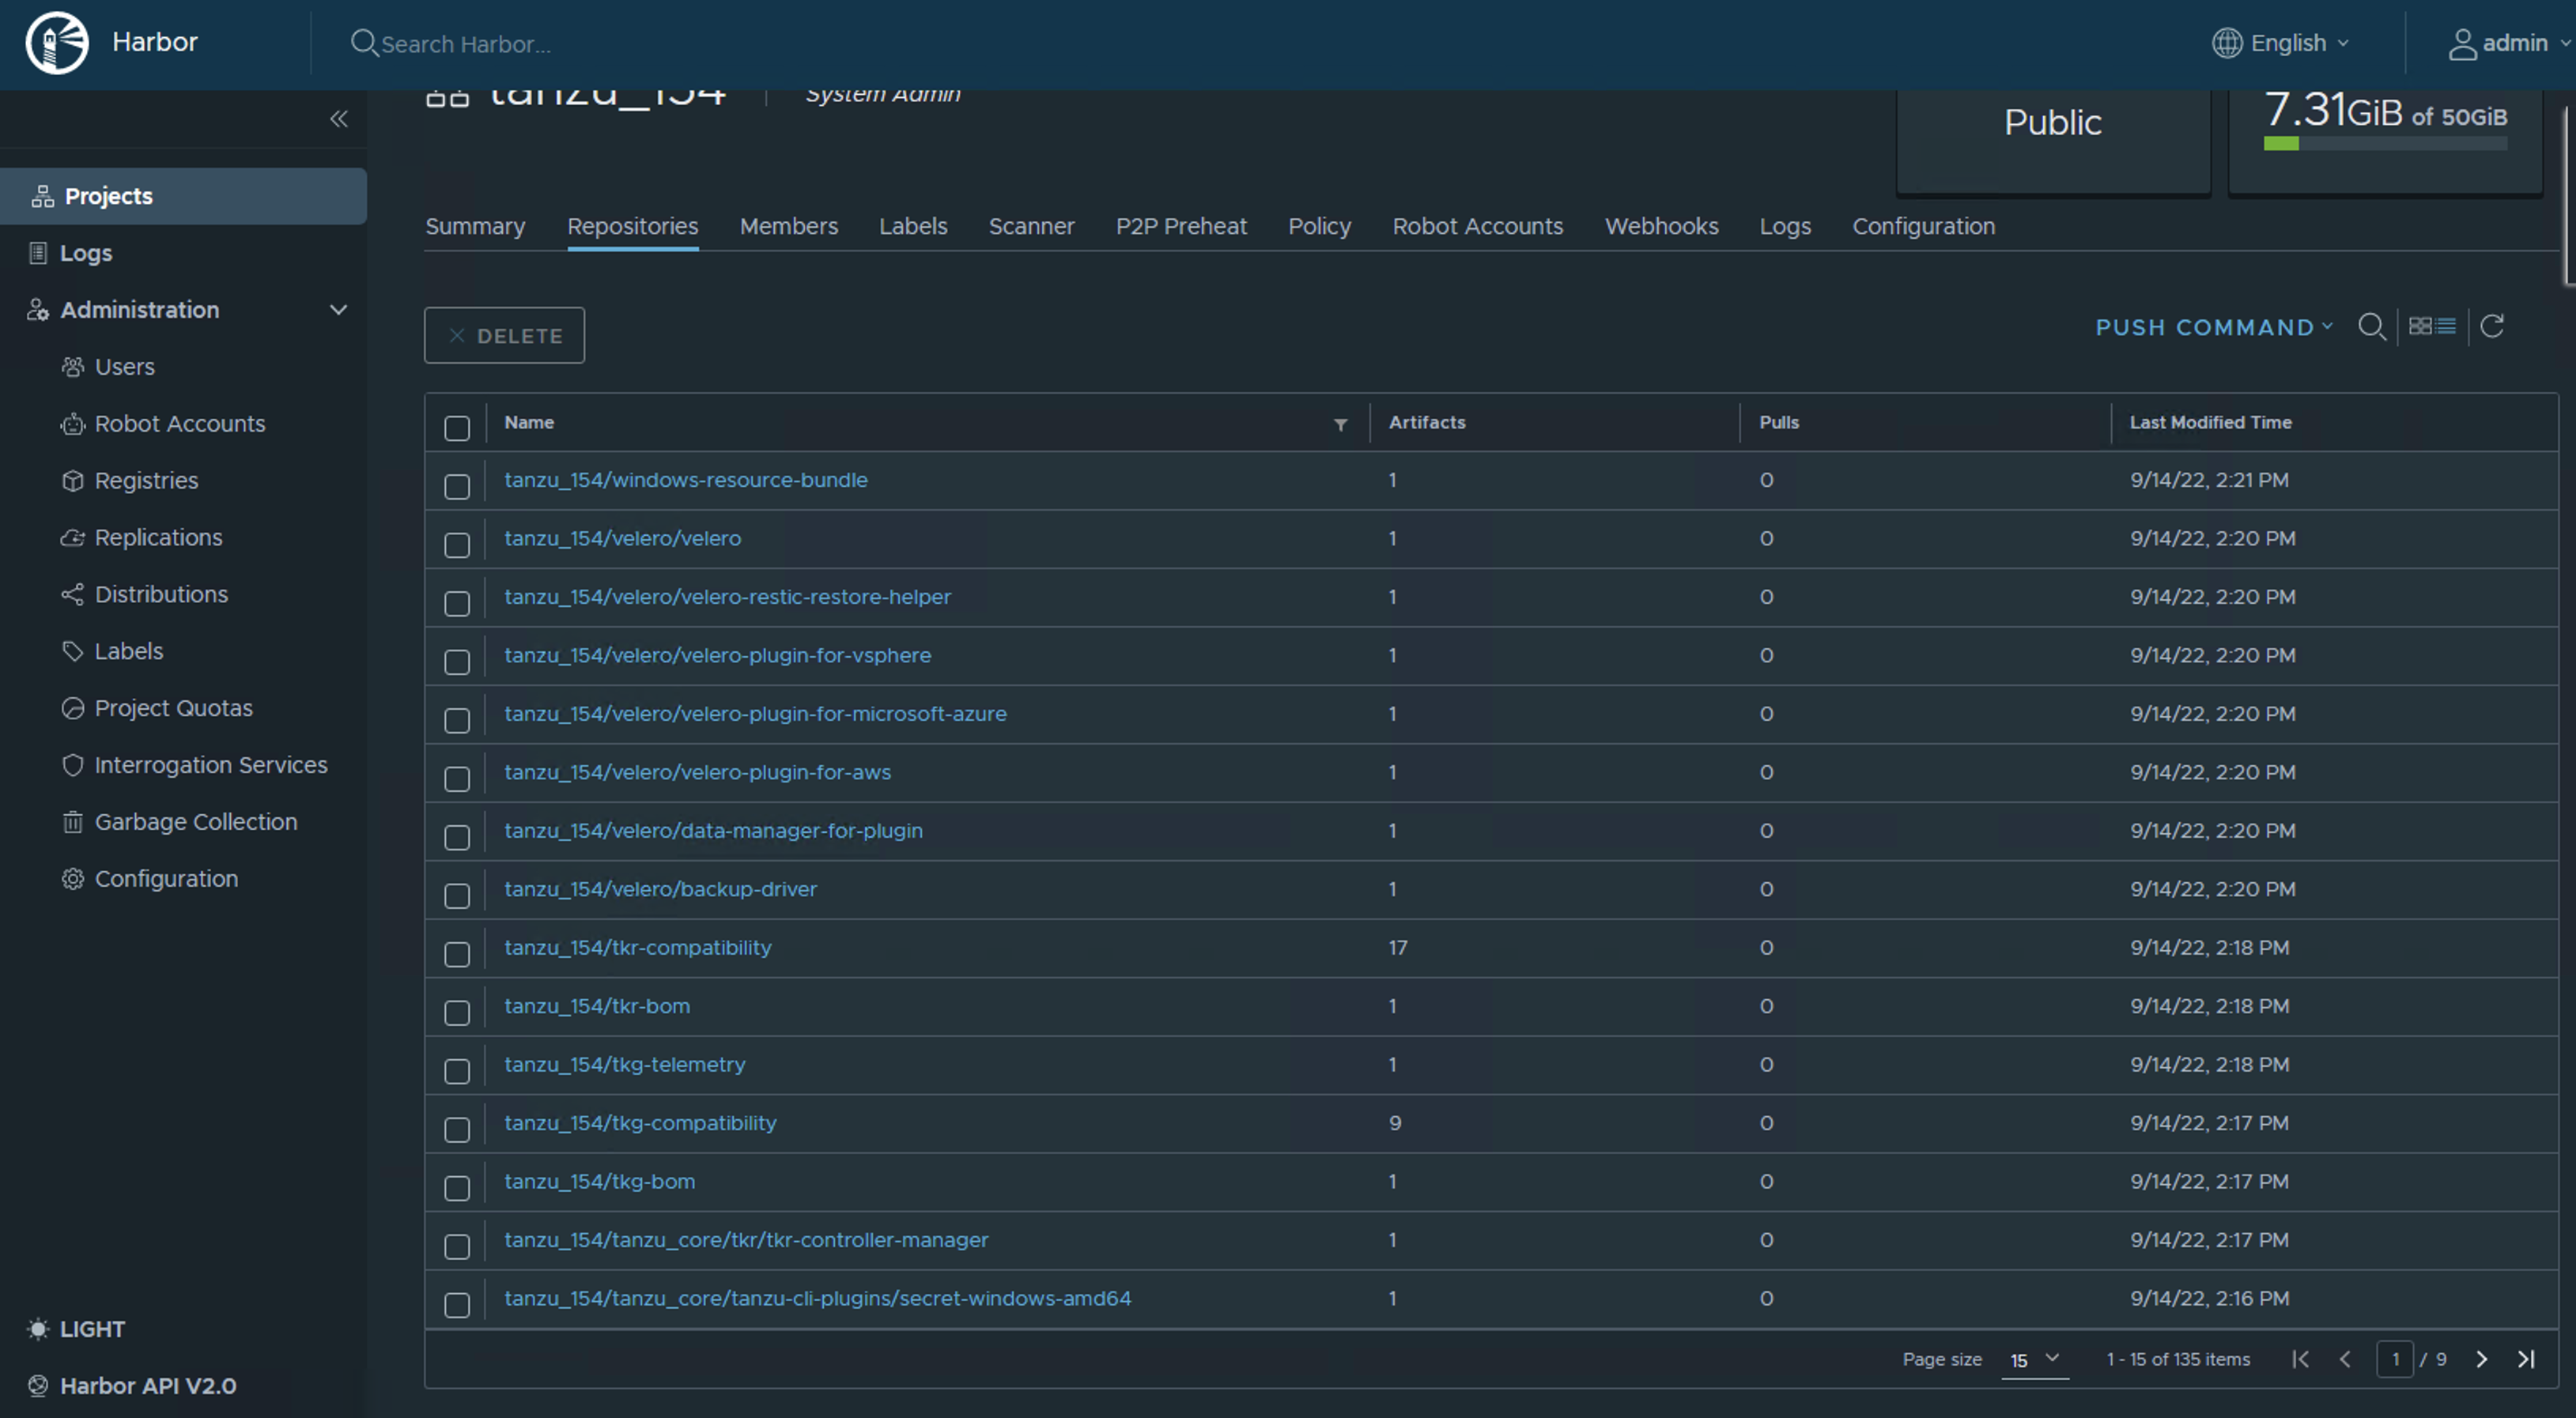 Harbor
Search Harbor...
English
admin
tanzu_154
System Admin
Public
7.31GiB of 50GiB
Projects
Logs
Administration
Users
Robot Accounts
Registries
Replications
Distributions
Labels
Project Quotas
Interrogation Services
Garbage Collection
Configuration
LIGHT
Harbor API V2.0
Summary Repositories Members Labels Scanner P2P Preheat Policy Robot Accounts Webhooks Logs Configuration
DELETE
PUSH COMMAND
Name Artifacts Pulls Last Modified Time
tanzu_154/windows-resource-bundle 1 0 9/14/22, 2:21 PM
tanzu_154/velero/velero 1 0 9/14/22, 2:20 PM
tanzu_154/velero/velero-restic-restore-helper 1 0 9/14/22, 2:20 PM
tanzu_154/velero/velero-plugin-for-vsphere 1 0 9/14/22, 2:20 PM
tanzu_154/velero/velero-plugin-for-microsoft-azure 1 0 9/14/22, 2:20 PM
tanzu_154/velero/velero-plugin-for-aws 1 0 9/14/22, 2:20 PM
tanzu_154/velero/data-manager-for-plugin 1 0 9/14/22, 2:20 PM
tanzu_154/velero/backup-driver 1 0 9/14/22, 2:20 PM
tanzu_154/tkr-compatibility 17 0 9/14/22, 2:18 PM
tanzu_154/tkr-bom 1 0 9/14/22, 2:18 PM
tanzu_154/tkg-telemetry 1 0 9/14/22, 2:18 PM
tanzu_154/tkg-compatibility 9 0 9/14/22, 2:17 PM
tanzu_154/tkg-bom 1 0 9/14/22, 2:17 PM
tanzu_154/tanzu_core/tkr/tkr-controller-manager 1 0 9/14/22, 2:17 PM
tanzu_154/tanzu_core/tanzu-cli-plugins/secret-windows-amd64 1 0 9/14/22, 2:16 PM
Page size 15 1 - 15 of 135 items 1 / 9